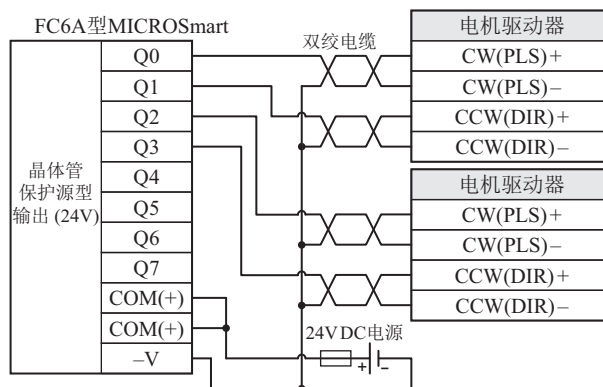 FC6A型MICROSmart
晶体管
保护源型
输出 (24V)
Q0
Q1
Q2
Q3
Q4
Q5
Q6
Q7
COM(+)
COM(+)
–V
双绞电缆
电机驱动器
CW(PLS)+
CW(PLS)–
CCW(DIR)+
CCW(DIR)–
电机驱动器
CW(PLS)+
CW(PLS)–
CCW(DIR)+
CCW(DIR)–
24V DC电源
+ –